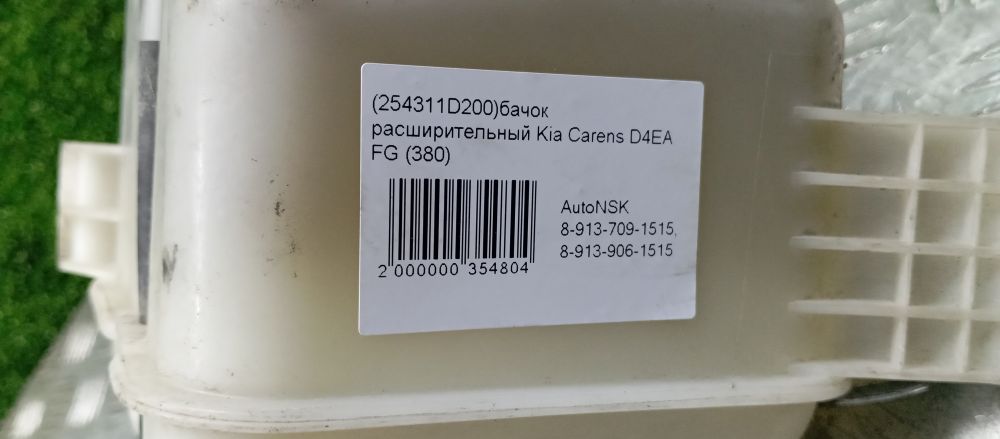 (254311D200)бачок
расширительный Kia Carens D4EA
FG (380)
AutoNSK
8-913-709-1515,
8-913-906-1515
2 000000 354804